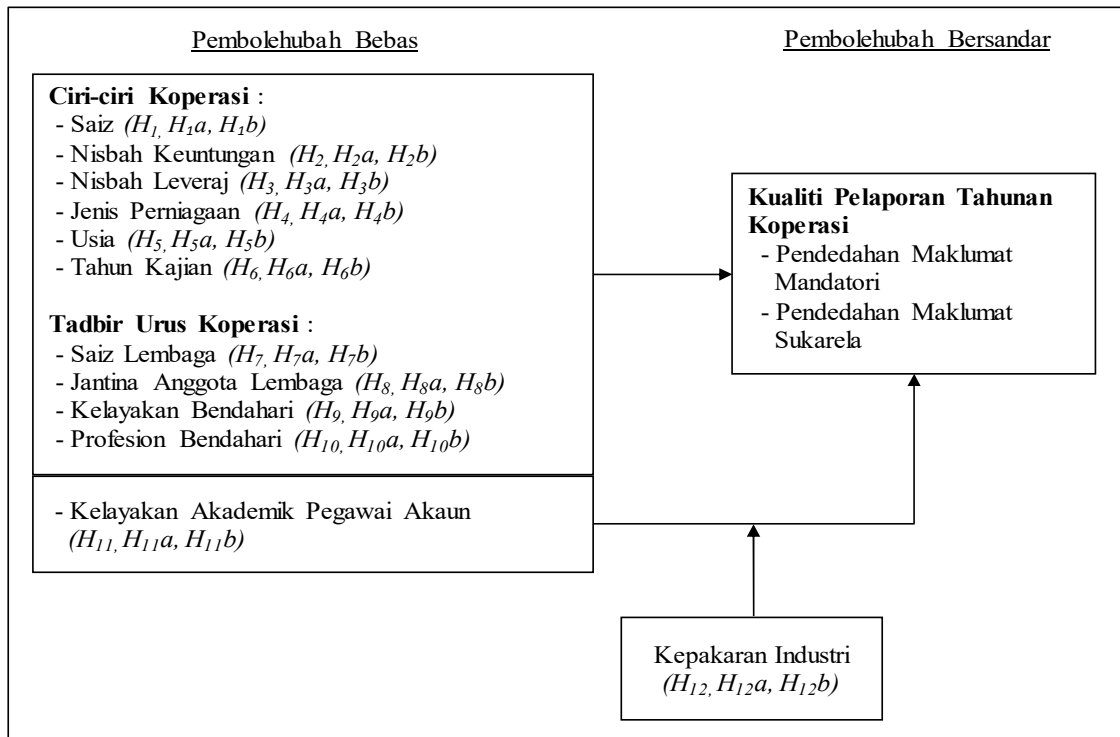 Pembolehubah Bebas
Pembolehubah Bersandar
Ciri-ciri Koperasi :
- Saiz (H1, H1a, H1b)
- Nisbah Keuntungan (H2, H2a, H2b)
- Nisbah Leveraj (H3, H3a, H3b)
- Jenis Perniagaan (H4, H4a, H4b)
- Usia (H5, H5a, H5b)
- Tahun Kajian (H6, H6a, H6b)
Tadbir Urus Koperasi :
- Saiz Lembaga (H7, H7a, H7b)
- Jantina Anggota Lembaga (H8, H8a, H8b)
- Kelayakan Bendahari (H9, H9a, H9b)
- Profesion Bendahari (H10, H10a, H10b)
- Kelayakan Akademik Pegawai Akaun
(H11, H11a, H11b)
Kualiti Pelaporan Tahunan
Koperasi
- Pendedahan Maklumat
Mandatori
- Pendedahan Maklumat
Sukarela
Kepakaran Industri
(H12, H12a, H12b)